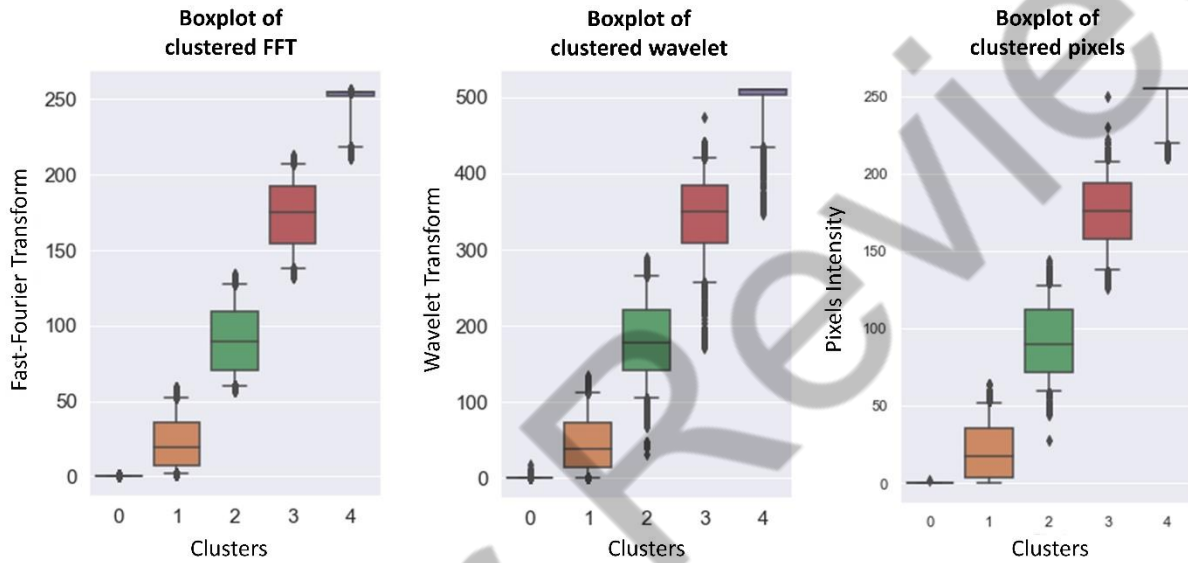 Boxplot of
clustered FFT
Fast-Fourier Transform
250
200
150
100
50
0
0 1 2 3 4
Clusters
Boxplot of
clustered wavelet
Wavelet Transform
500
400
300
200
100
0
0 1 2 3 4
Clusters
Boxplot of
clustered pixels
Pixels Intensity
250
200
150
100
50
0
0 1 2 3 4
Clusters
Revie